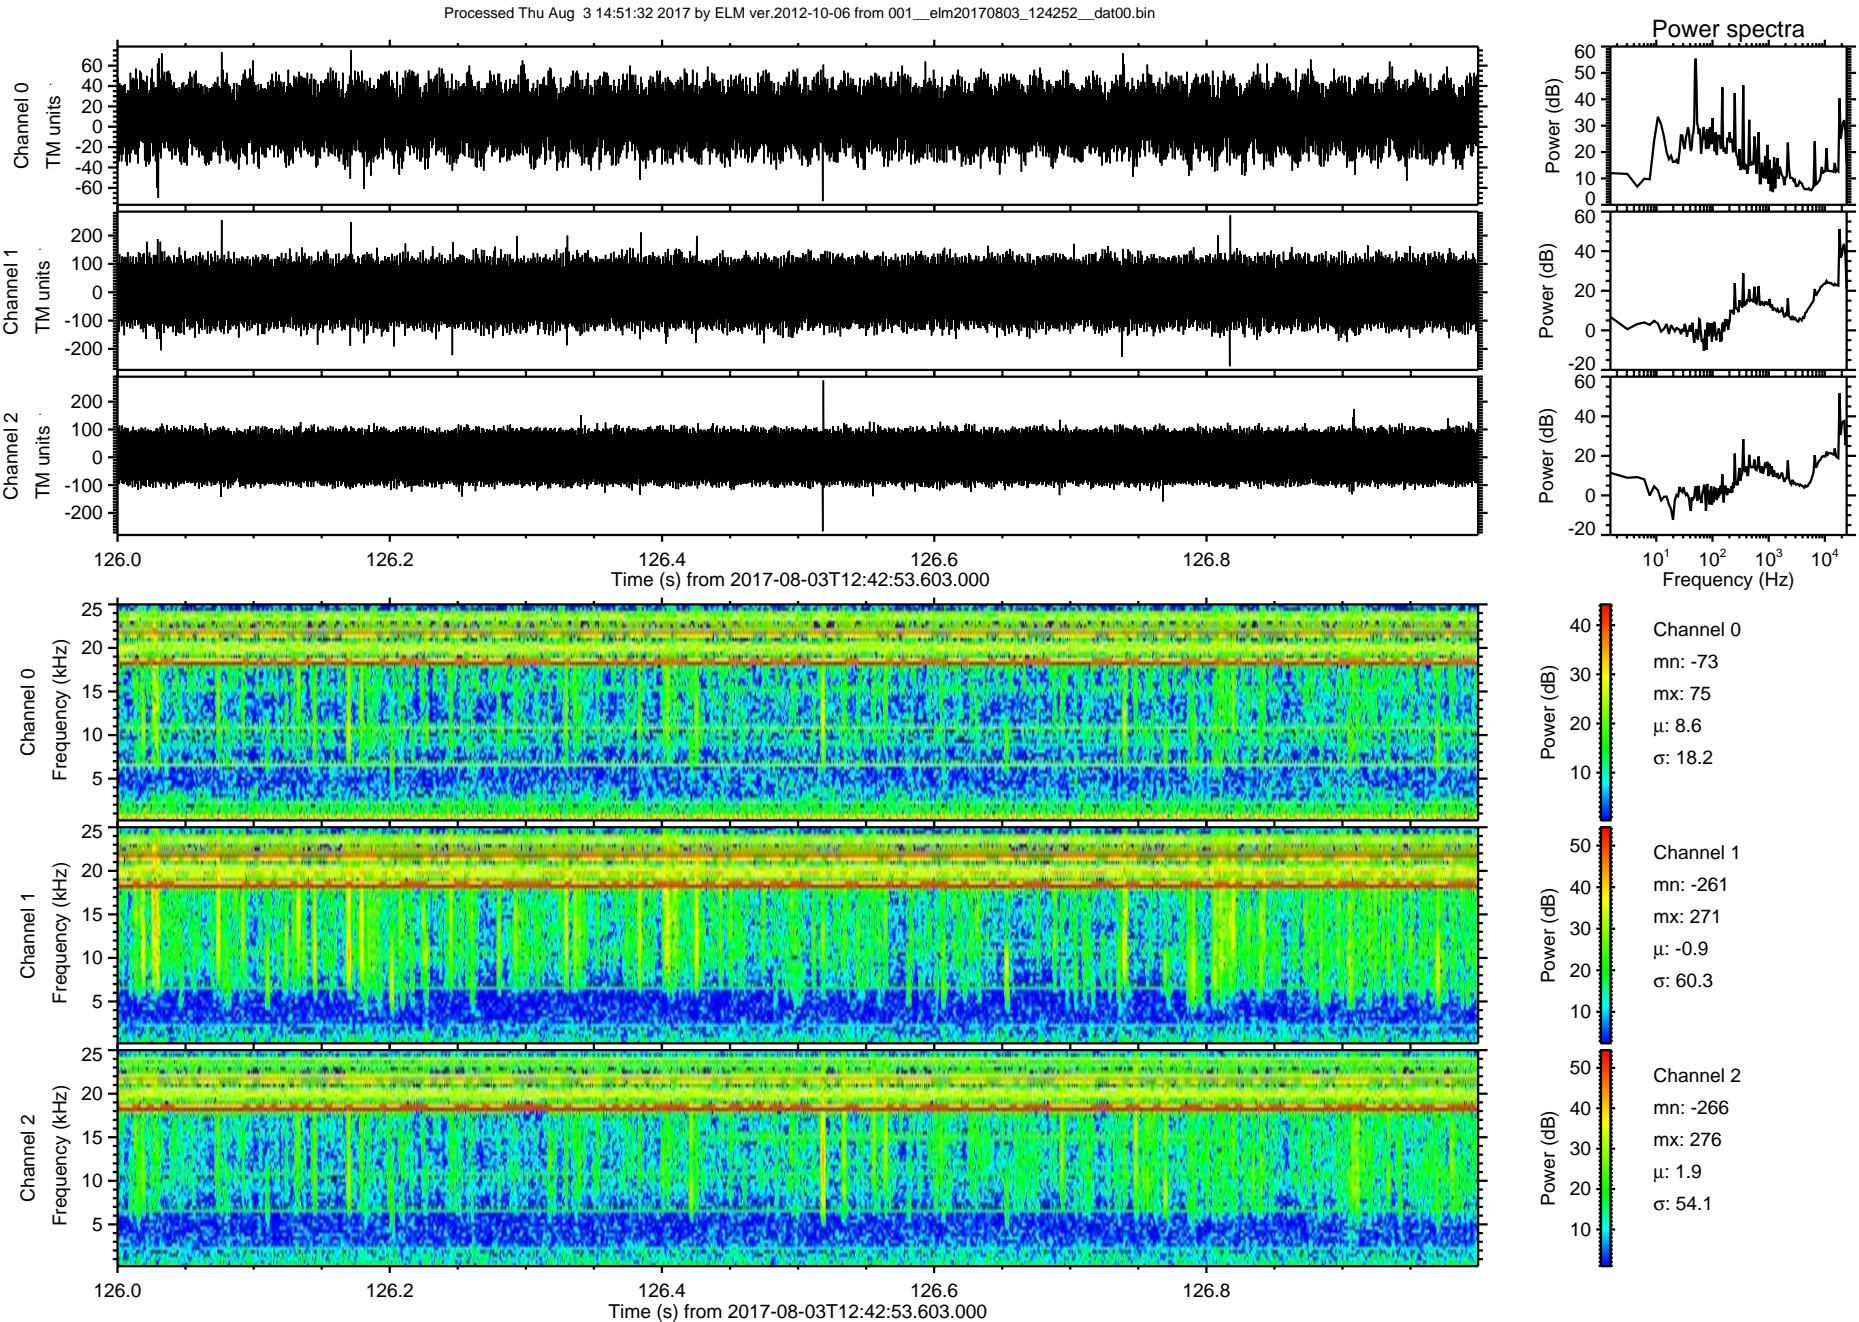 Processed Thu Aug  3 14:51:32 2017 by ELM ver.2012-10-06 from 001__elm20170803_124252__dat00.bin
Power spectra
Channel 0
TM units
60
40
20
0
-20
-40
-60
Power (dB)
60
50
40
30
20
10
0
Channel 1
TM units
200
100
0
-100
-200
Power (dB)
60
40
20
0
-20
Channel 2
TM units
200
100
0
-100
-200
Power (dB)
60
40
20
0
-20
126.0 126.2 126.4 126.6 126.8
Time (s) from 2017-08-03T12:42:53.603.000
10^1 10^2 10^3 10^4
Frequency (Hz)
Channel 0
Frequency (kHz)
25
20
15
10
5
Power (dB)
40
30
20
10
Channel 0
mn: -73
mx: 75
μ: 8.6
σ: 18.2
Channel 1
Frequency (kHz)
25
20
15
10
5
Power (dB)
50
40
30
20
10
Channel 1
mn: -261
mx: 271
μ: -0.9
σ: 60.3
Channel 2
Frequency (kHz)
25
20
15
10
5
Power (dB)
50
40
30
20
10
Channel 2
mn: -266
mx: 276
μ: 1.9
σ: 54.1
126.0 126.2 126.4 126.6 126.8
Time (s) from 2017-08-03T12:42:53.603.000